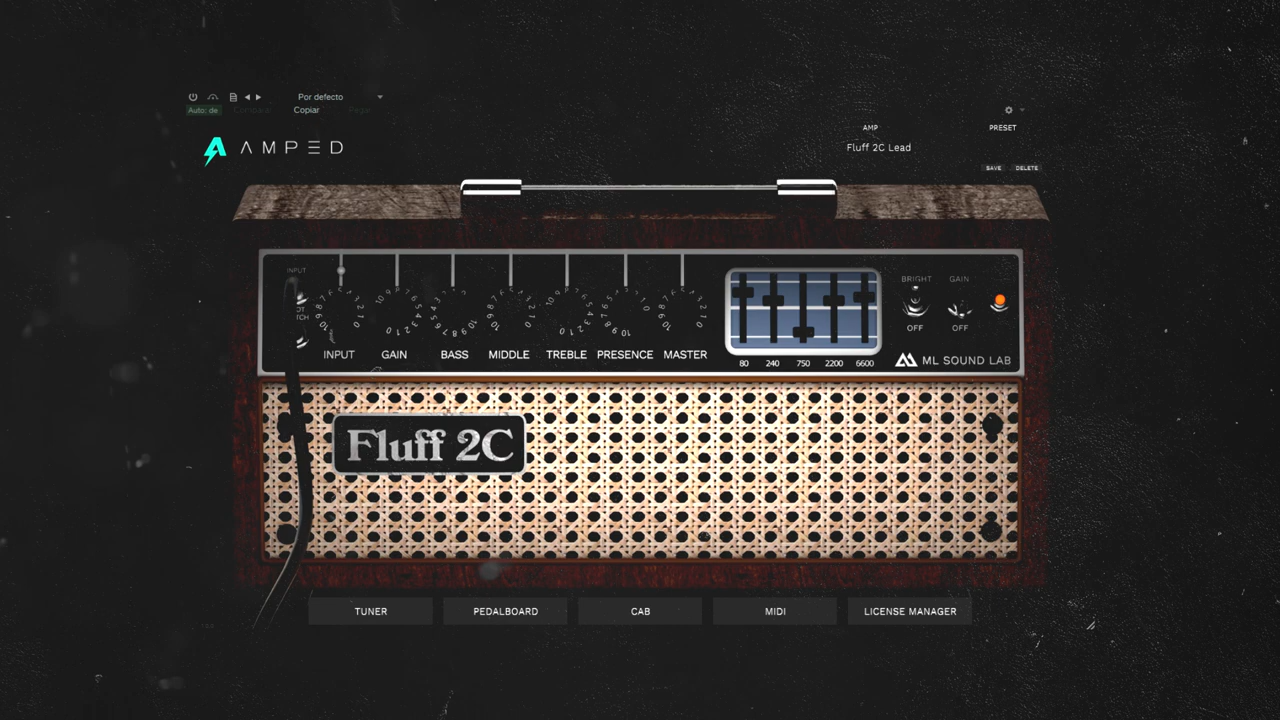 Por defecto
Auto: de
Copiar
AMPED
AMP
PRESET
Fluff 2C Lead
SAVE DELETE
INPUT
BRIGHT GAIN
OFF OFF
INPUT GAIN BASS MIDDLE TREBLE PRESENCE MASTER
80 240 750 2200 6600
ML SOUND LAB
Fluff 2C
TUNER PEDALBOARD CAB MIDI LICENSE MANAGER